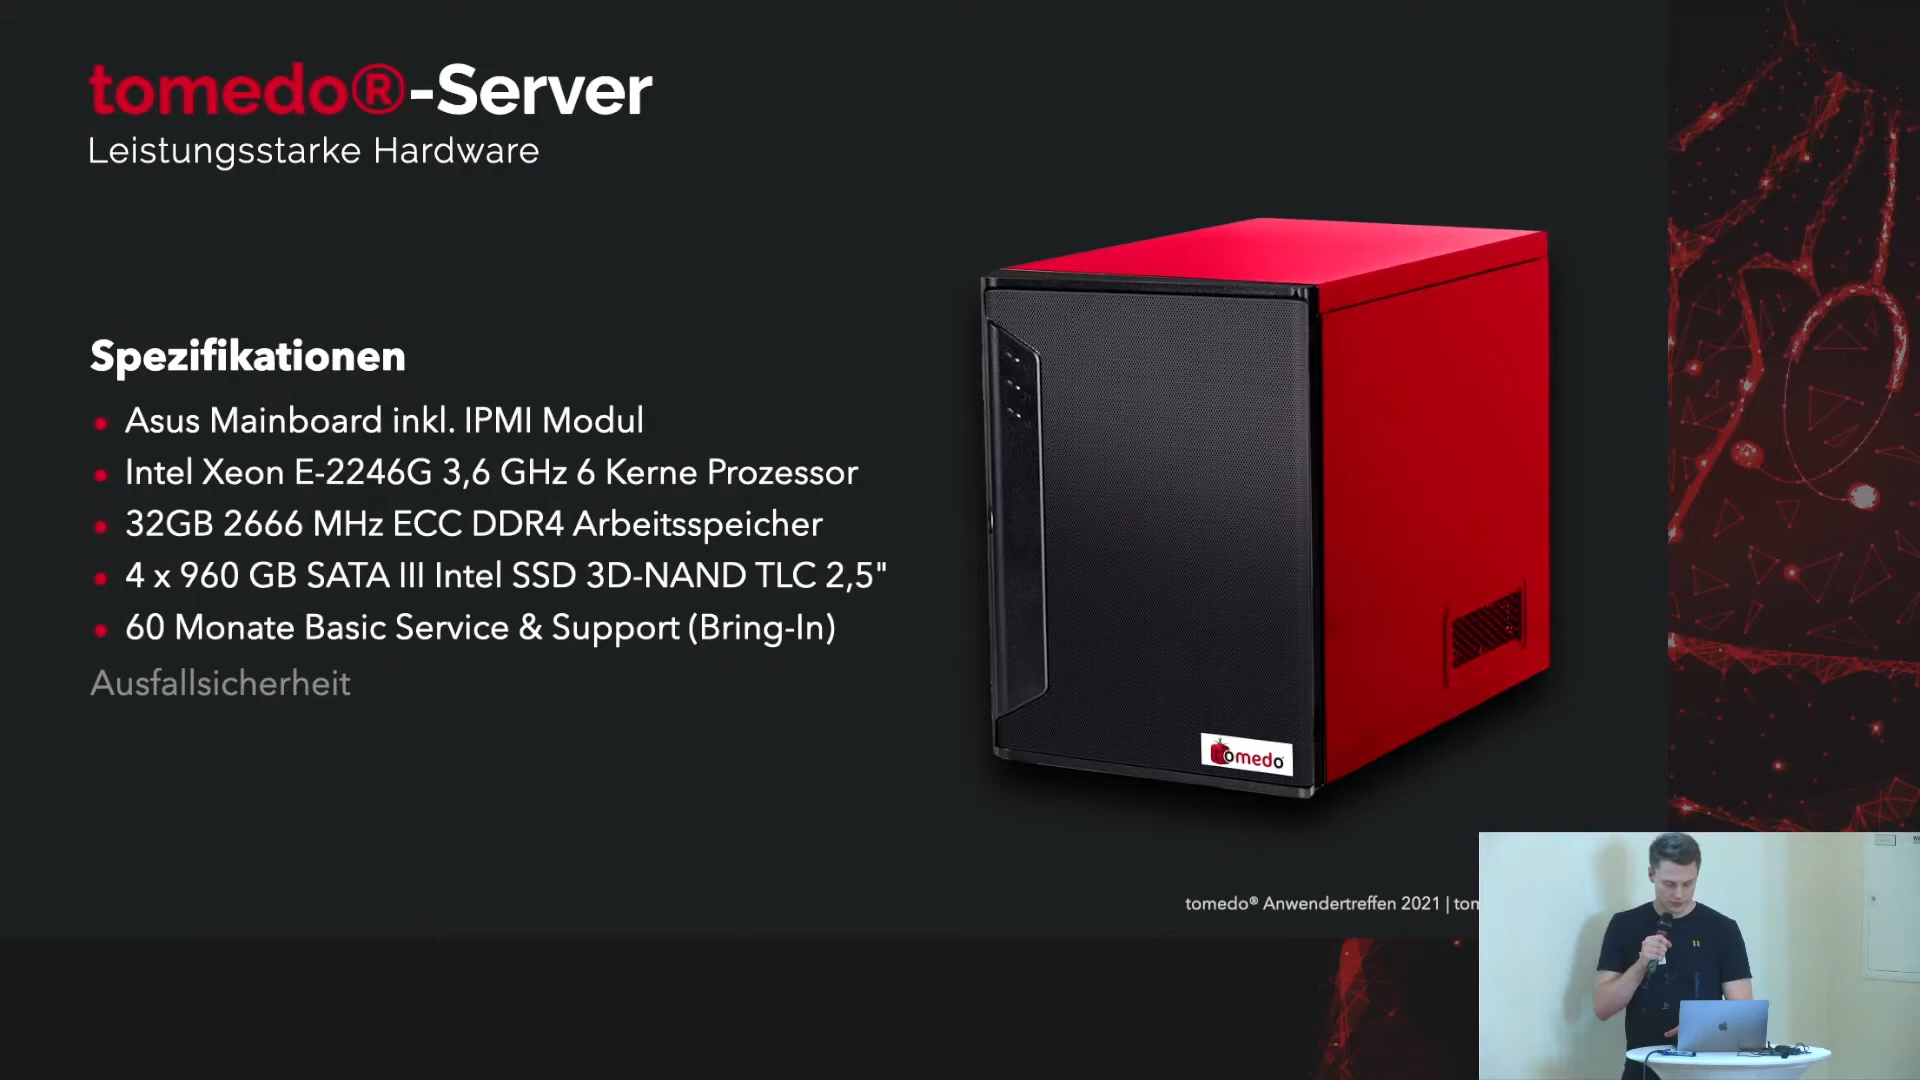 tomedo®-Server
Leistungsstarke Hardware
Spezifikationen
Asus Mainboard inkl. IPMI Modul
Intel Xeon E-2246G 3,6 GHz 6 Kerne Prozessor
32GB 2666 MHz ECC DDR4 Arbeitsspeicher
4 x 960 GB SATA III Intel SSD 3D-NAND TLC 2,5"
60 Monate Basic Service & Support (Bring-In)
Ausfallsicherheit
tomedo
tomedo® Anwendertreffen 2021 | tom